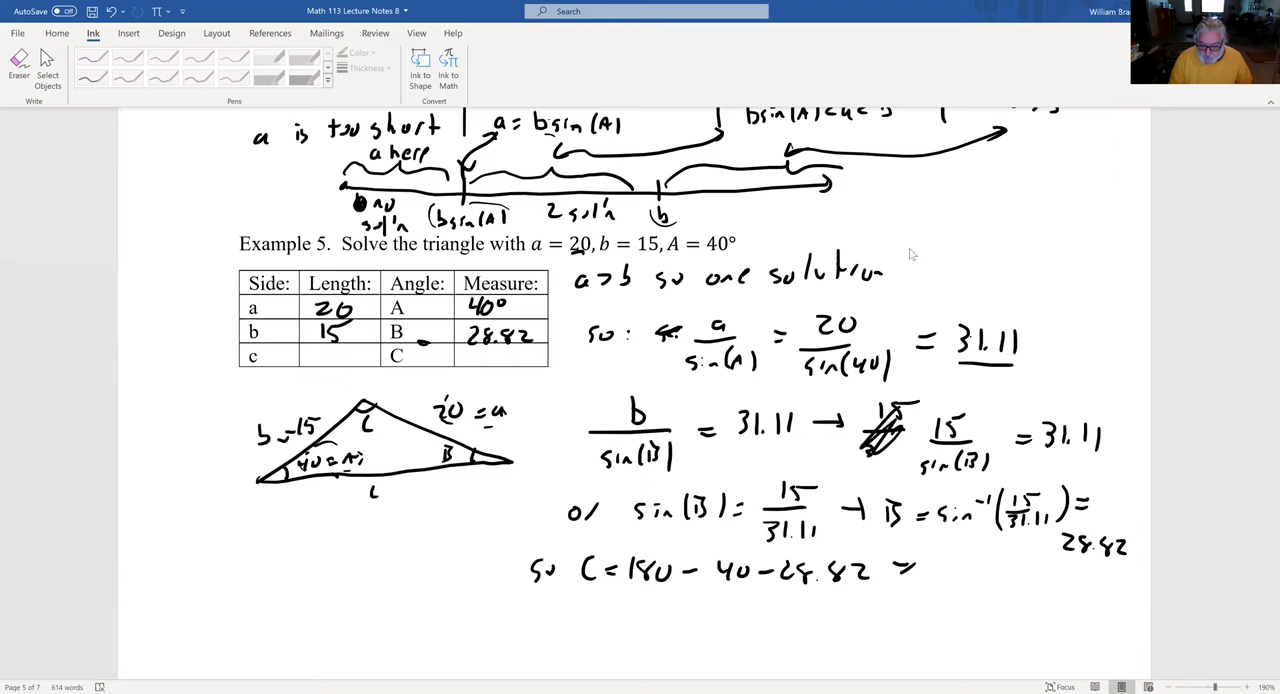 AutoSave Off Math 113 Lecture Notes 8 Search William Bra
File Home Ink Insert Design Layout References Mailings Review View Help
Eraser Select Objects Color Thickness Ink to Shape Ink to Math
Write Pens Convert
a is too short a = bsin(A)
a here
no sol'n (bsin(A) 2 sol'n b
Example 5. Solve the triangle with a = 20, b = 15, A = 40°
a > b so one solution
Side: Length: Angle: Measure:
a 20 A 40°
b 15 B 28.82
c C
so: a/sin(A) = 20/sin(40) = 31.11
b = 15 C 20 = a
40 = A B
c
b/sin(B) = 31.11 → 15/sin(B) = 31.11
or sin(B) = 15/31.11 → B = sin⁻¹(15/31.11) =
28.82
so C = 180 - 40 - 28.82 =
Page 5 of 7 614 words Focus 190%